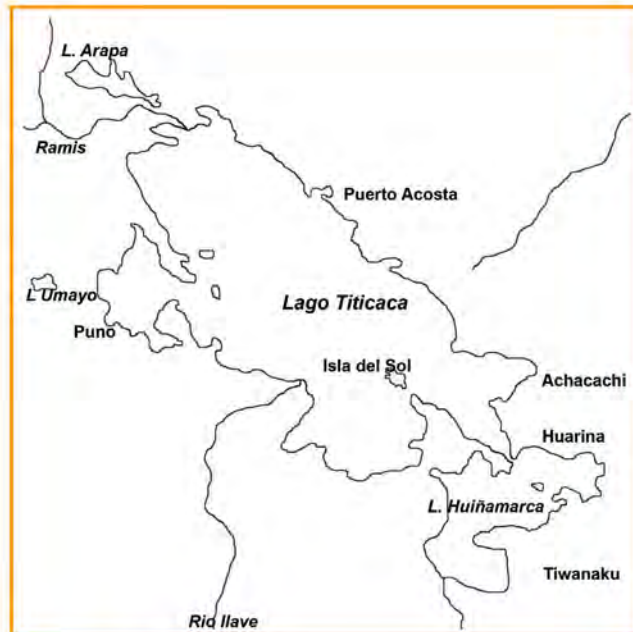 L. Arapa
Ramis
Puerto Acosta
L Umayo
Lago Titicaca
Puno
Isla del Sol
Achacachi
Huarina
L. Huiñamarca
Tiwanaku
Rio Ilave